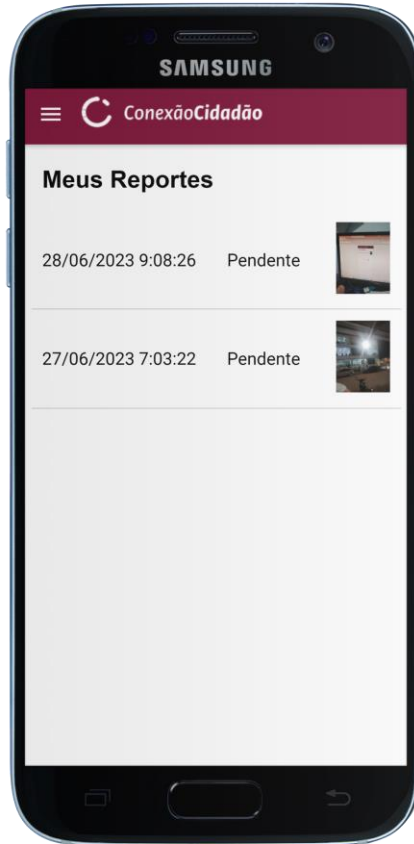 SAMSUNG
ConexãoCidadão
Meus Reportes
28/06/2023 9:08:26 Pendente
27/06/2023 7:03:22 Pendente